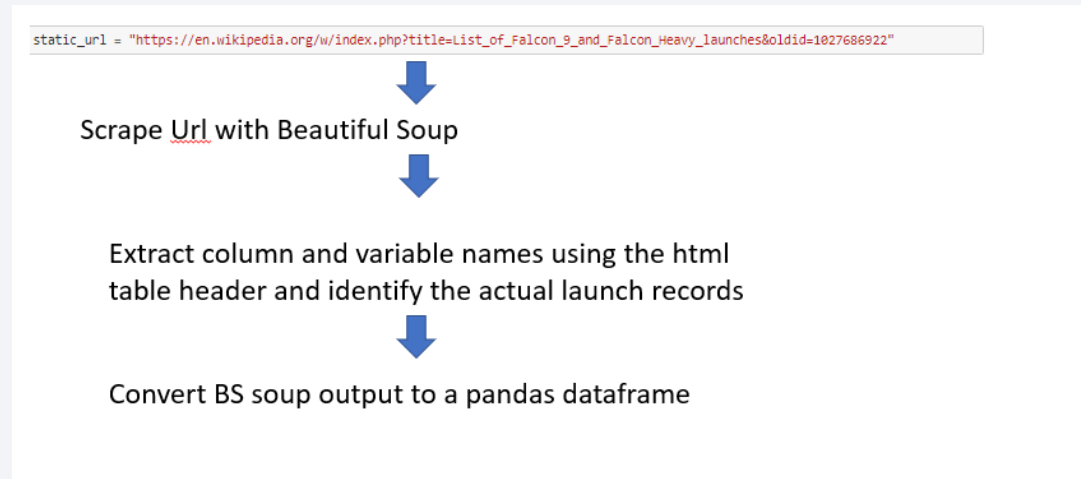 static_url = "https://en.wikipedia.org/w/index.php?title=List_of_Falcon_9_and_Falcon_Heavy_launches&oldid=1027686922"
Scrape Url with Beautiful Soup
Extract column and variable names using the html
table header and identify the actual launch records
Convert BS soup output to a pandas dataframe